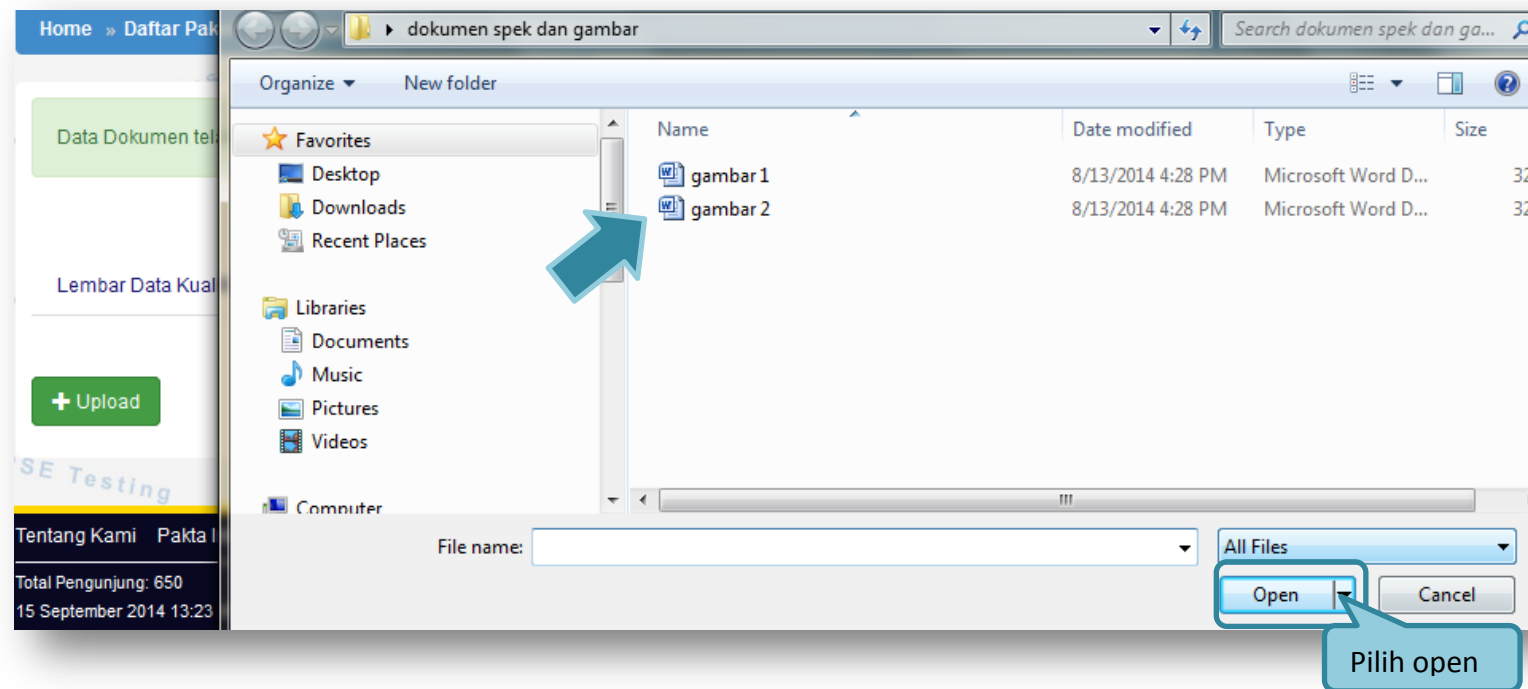 Home » Daftar Pak
dokumen spek dan gambar
Search dokumen spek dan ga...
Organize
New folder
Data Dokumen tela
Lembar Data Kual
Upload
SE Testing
Tentang Kami Pakta I
Total Pengunjung: 650
15 September 2014 13:23
Favorites
Desktop
Downloads
Recent Places
Libraries
Documents
Music
Pictures
Videos
Computer
Name Date modified Type Size
gambar 1 8/13/2014 4:28 PM Microsoft Word D... 32
gambar 2 8/13/2014 4:28 PM Microsoft Word D... 32
File name:
All Files
Open
Cancel
Pilih open